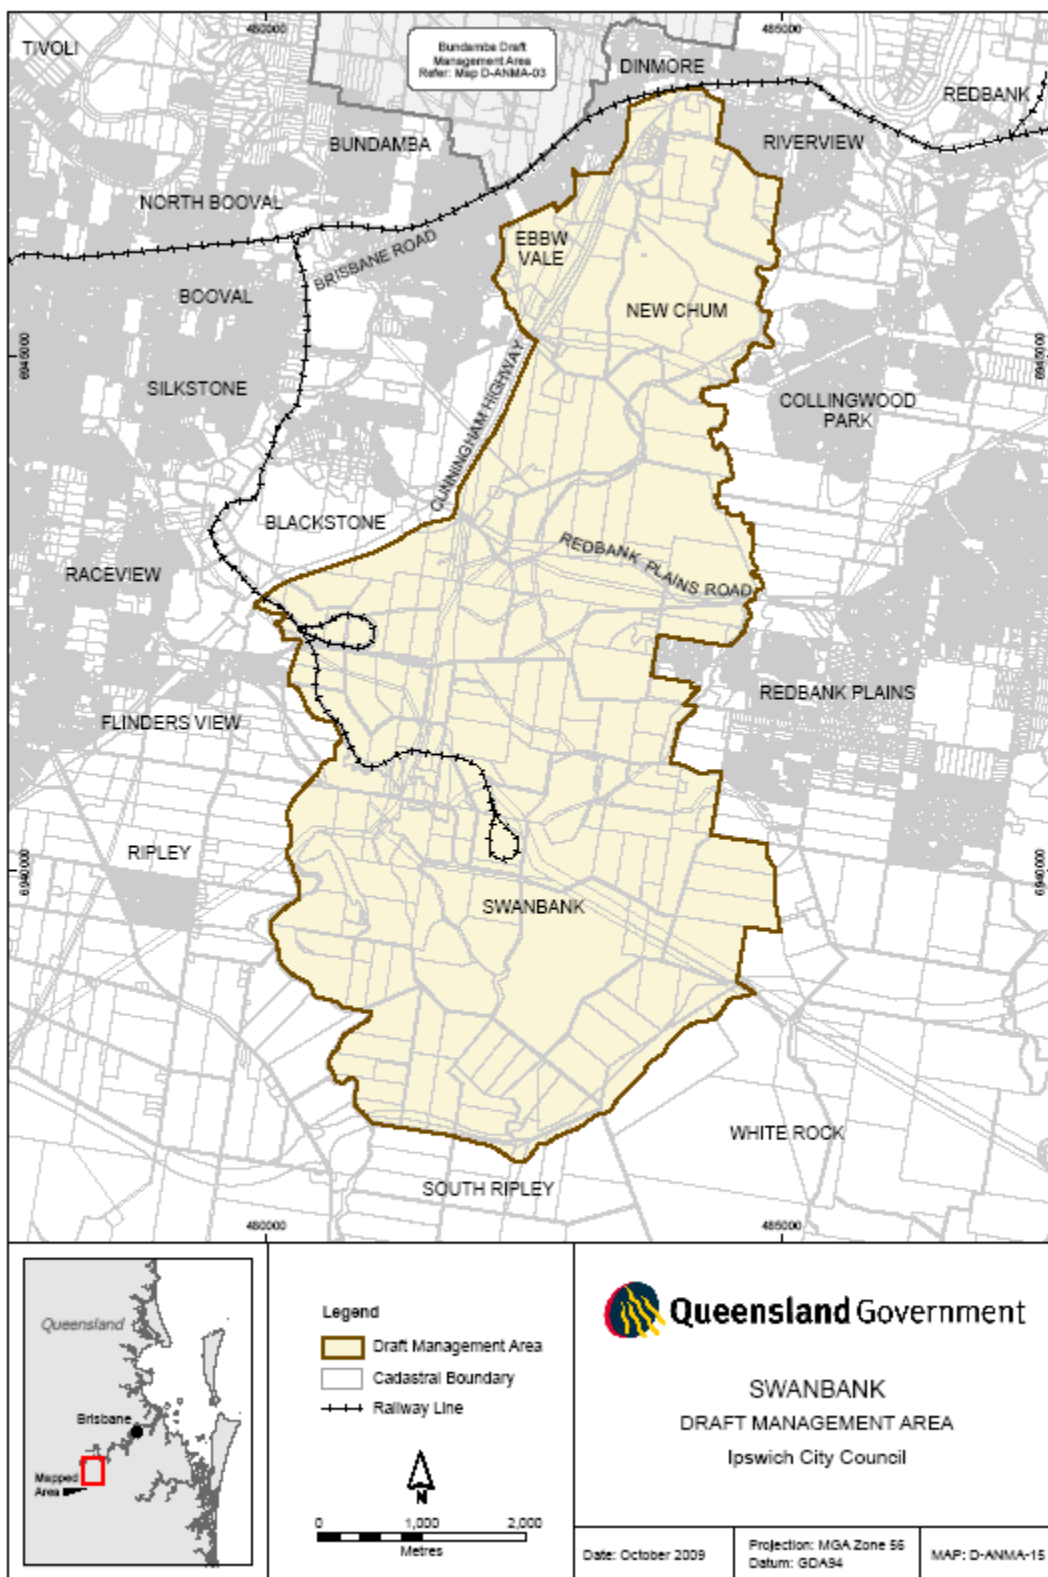 TIVOLI
480000
485000
Bundamba Draft
Management Area
Refer: Map D-ANMA-03
DINMORE
REDBANK
BUNDAMBA
RIVERVIEW
NORTH BOOVAL
EBBW
VALE
BRISBANE ROAD
BOOVAL
NEW CHUM
6945000
6945000
SILKSTONE
CUNNINGHAM HIGHWAY
COLLINGWOOD
PARK
BLACKSTONE
REDBANK PLAINS ROAD
RACEVIEW
REDBANK PLAINS
FLINDERS VIEW
RIPLEY
6940000
6940000
SWANBANK
WHITE ROCK
SOUTH RIPLEY
480000
485000
Queensland
Brisbane
Mapped
Area
Legend
Draft Management Area
Cadastral Boundary
Railway Line
N
0 1,000 2,000
Metres
Queensland Government
SWANBANK
DRAFT MANAGEMENT AREA
Ipswich City Council
Date: October 2009
Projection: MGA Zone 56
Datum: GDA94
MAP: D-ANMA-15